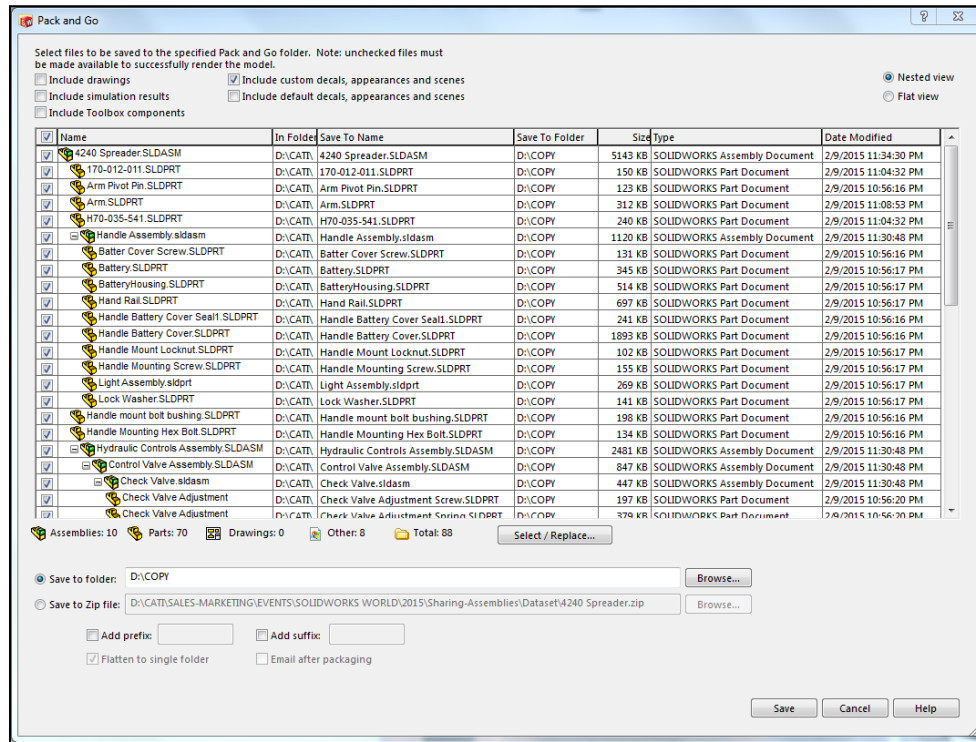 Pack and Go
Select files to be saved to the specified Pack and Go folder. Note: unchecked files must
be made available to successfully render the model.
Include drawings Include custom decals, appearances and scenes Nested view
Include simulation results Include default decals, appearances and scenes Flat view
Include Toolbox components
Name In Folder Save To Name Save To Folder Size Type Date Modified
4240 Spreader.SLDASM D:\CATI\ 4240 Spreader.SLDASM D:\COPY 5143 KB SOLIDWORKS Assembly Document 2/9/2015 11:34:30 PM
170-012-011.SLDPRT D:\CATI\ 170-012-011.SLDPRT D:\COPY 150 KB SOLIDWORKS Part Document 2/9/2015 11:04:32 PM
Arm Pivot Pin.SLDPRT D:\CATI\ Arm Pivot Pin.SLDPRT D:\COPY 123 KB SOLIDWORKS Part Document 2/9/2015 10:56:16 PM
Arm.SLDPRT D:\CATI\ Arm.SLDPRT D:\COPY 312 KB SOLIDWORKS Part Document 2/9/2015 11:08:53 PM
H70-035-541.SLDPRT D:\CATI\ H70-035-541.SLDPRT D:\COPY 240 KB SOLIDWORKS Part Document 2/9/2015 11:04:32 PM
Handle Assembly.sldasm D:\CATI\ Handle Assembly.sldasm D:\COPY 1120 KB SOLIDWORKS Assembly Document 2/9/2015 11:30:48 PM
Batter Cover Screw.SLDPRT D:\CATI\ Batter Cover Screw.SLDPRT D:\COPY 131 KB SOLIDWORKS Part Document 2/9/2015 10:56:16 PM
Battery.SLDPRT D:\CATI\ Battery.SLDPRT D:\COPY 345 KB SOLIDWORKS Part Document 2/9/2015 10:56:17 PM
BatteryHousing.SLDPRT D:\CATI\ BatteryHousing.SLDPRT D:\COPY 514 KB SOLIDWORKS Part Document 2/9/2015 10:56:17 PM
Hand Rail.SLDPRT D:\CATI\ Hand Rail.SLDPRT D:\COPY 697 KB SOLIDWORKS Part Document 2/9/2015 10:56:17 PM
Handle Battery Cover Seal1.SLDPRT D:\CATI\ Handle Battery Cover Seal1.SLDPRT D:\COPY 241 KB SOLIDWORKS Part Document 2/9/2015 10:56:17 PM
Handle Battery Cover.SLDPRT D:\CATI\ Handle Battery Cover.SLDPRT D:\COPY 1893 KB SOLIDWORKS Part Document 2/9/2015 10:56:17 PM
Handle Mount Locknut.SLDPRT D:\CATI\ Handle Mount Locknut.SLDPRT D:\COPY 102 KB SOLIDWORKS Part Document 2/9/2015 10:56:17 PM
Handle Mounting Screw.SLDPRT D:\CATI\ Handle Mounting Screw.SLDPRT D:\COPY 155 KB SOLIDWORKS Part Document 2/9/2015 10:56:17 PM
Light Assembly.sldprt D:\CATI\ Light Assembly.sldprt D:\COPY 269 KB SOLIDWORKS Part Document 2/9/2015 10:56:17 PM
Lock Washer.SLDPRT D:\CATI\ Lock Washer.SLDPRT D:\COPY 141 KB SOLIDWORKS Part Document 2/9/2015 10:56:17 PM
Handle mount bolt bushing.SLDPRT D:\CATI\ Handle mount bolt bushing.SLDPRT D:\COPY 198 KB SOLIDWORKS Part Document 2/9/2015 10:56:16 PM
Handle Mounting Hex Bolt.SLDPRT D:\CATI\ Handle Mounting Hex Bolt.SLDPRT D:\COPY 134 KB SOLIDWORKS Part Document 2/9/2015 10:56:16 PM
Hydraulic Controls Assembly.SLDASM D:\CATI\ Hydraulic Controls Assembly.SLDASM D:\COPY 2481 KB SOLIDWORKS Assembly Document 2/9/2015 11:30:48 PM
Control Valve Assembly.SLDASM D:\CATI\ Control Valve Assembly.SLDASM D:\COPY 847 KB SOLIDWORKS Assembly Document 2/9/2015 11:30:48 PM
Check Valve.sldasm D:\CATI\ Check Valve.sldasm D:\COPY 447 KB SOLIDWORKS Assembly Document 2/9/2015 11:30:48 PM
Check Valve Adjustment D:\CATI\ Check Valve Adjustment Screw.SLDPRT D:\COPY 197 KB SOLIDWORKS Part Document 2/9/2015 10:56:20 PM
Check Valve Adjustment D:\CATI\ Check Valve Adjustment Spring.SLDPRT D:\COPY 379 KB SOLIDWORKS Part Document 2/9/2015 10:56:20 PM
Assemblies: 10 Parts: 70 Drawings: 0 Other: 8 Total: 88 Select / Replace...
Save to folder: D:\COPY Browse...
Save to Zip file: D:\CATI\SALES-MARKETING\EVENTS\SOLIDWORKS WORLD\2015\Sharing-Assemblies\Dataset\4240 Spreader.zip Browse...
Add prefix: Add suffix:
Flatten to single folder Email after packaging
Save Cancel Help